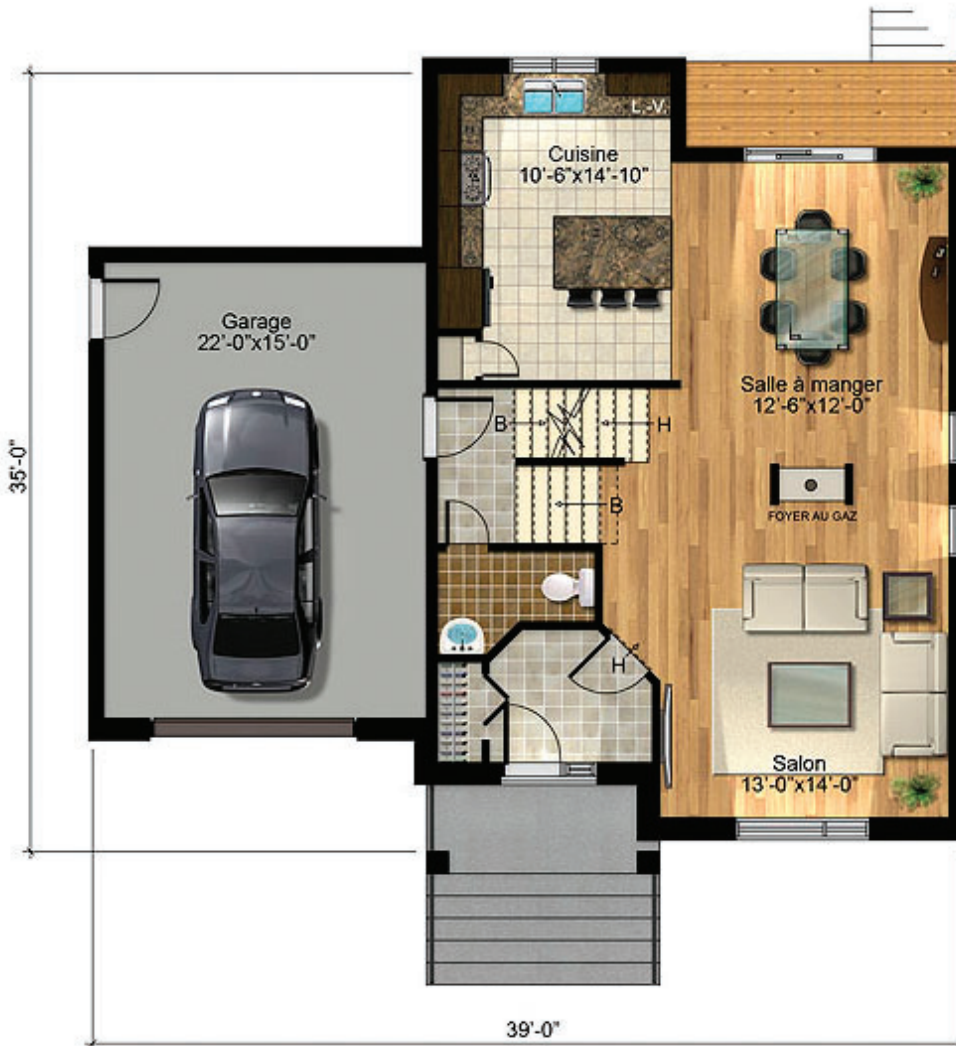 L.-V.
Cuisine
10'-6"x14'-10"
Garage
22'-0"x15'-0"
Salle à manger
12'-6"x12'-0"
B
H
35'-0"
B
FOYER AU GAZ
H
Salon
13'-0"x14'-0"
39'-0"